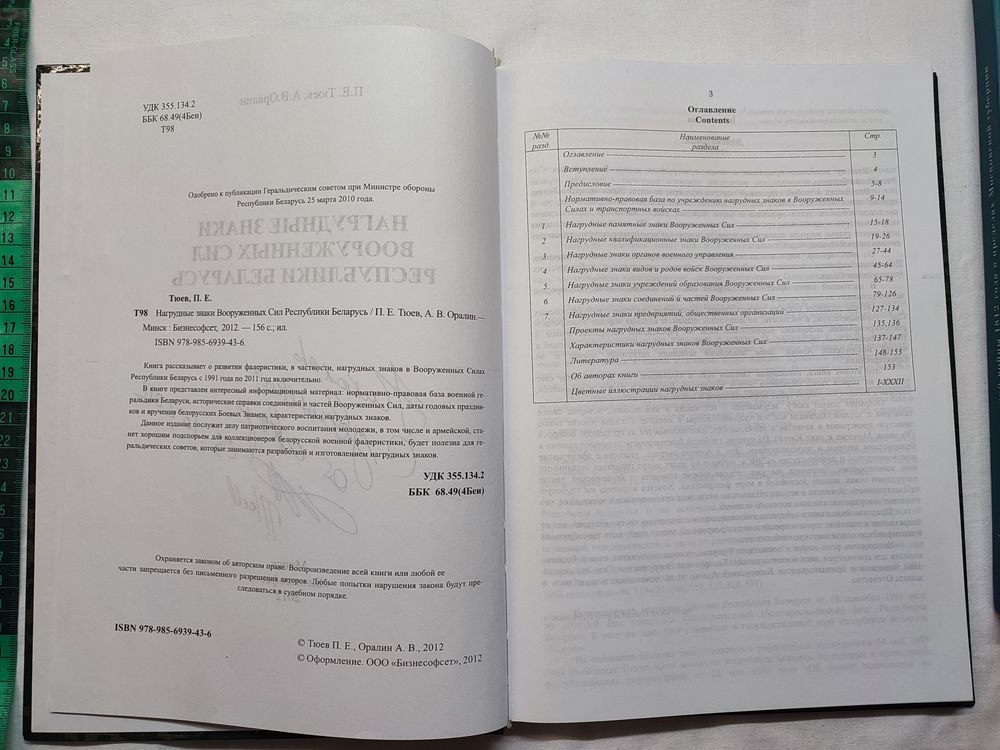 УДК 355.134.2
ББК 68.49(4Беи)
Т98
Одобрено к публикации Геральдическим советом при Министре обороны
Республики Беларусь 25 марта 2010 года.
Тюев, П. Е.
Т98 Нагрудные знаки Вооруженных Сил Республики Беларусь / П. Е. Тюев, А. В. Оралин.—
Минск : Бизнесофсет, 2012. — 156 с.; ил.
ISBN 978-985-6939-43-6.
Книга рассказывает о развитии фалеристики, в частности, нагрудных знаков в Вооруженных Силах
Республики Беларусь с 1991 года по 2011 год включительно.
В книге представлен интересный информационный материал: нормативно-правовая база военной ге-
ральдики Беларуси, исторические справки соединений и частей Вооруженных Сил, даты годовых праздни-
ков и вручения белорусских Боевых Знамен, характеристики нагрудных знаков.
Данное издание послужит делу патриотического воспитания молодежи, в том числе и армейской, ста-
нет хорошим подспорьем для коллекционеров белорусской военной фалеристики, будет полезна для ге-
ральдических советов, которые занимаются разработкой и изготовлением нагрудных знаков.
УДК 355.134.2
ББК 68.49(4Беи)
Охраняется законом об авторском праве. Воспроизведение всей книги или любой ее
части запрещается без письменного разрешения авторов. Любые попытки нарушения закона будут пре-
следоваться в судебном порядке.
ISBN 978-985-6939-43-6
© Тюев П. Е., Оралин А. В., 2012
© Оформление. ООО «Бизнесофсет», 2012
3
Оглавление
Contents
№№ разд. Наименование раздела Стр.
Оглавление 3
Вступление 4
Предисловие 5-8
Нормативно-правовая база по учреждению нагрудных знаков в Вооруженных
Силах и транспортных войсках 9-14
1. Нагрудные памятные знаки Вооруженных Сил 15-18
2. Нагрудные квалификационные знаки Вооруженных Сил 19-26
3. Нагрудные знаки органов военного управления 27-44
4. Нагрудные знаки видов и родов войск Вооруженных Сил 45-64
5. Нагрудные знаки учреждений образования Вооруженных Сил 65-78
6. Нагрудные знаки соединений и частей Вооруженных Сил 79-126
7. Нагрудные знаки предприятий, общественных организаций 127-134
Проекты нагрудных знаков Вооруженных Сил 135,136
Характеристики нагрудных знаков Вооруженных Сил 137-147
Литература 148-153
Об авторах книги 153
Цветные иллюстрации нагрудных знаков I-XXXII